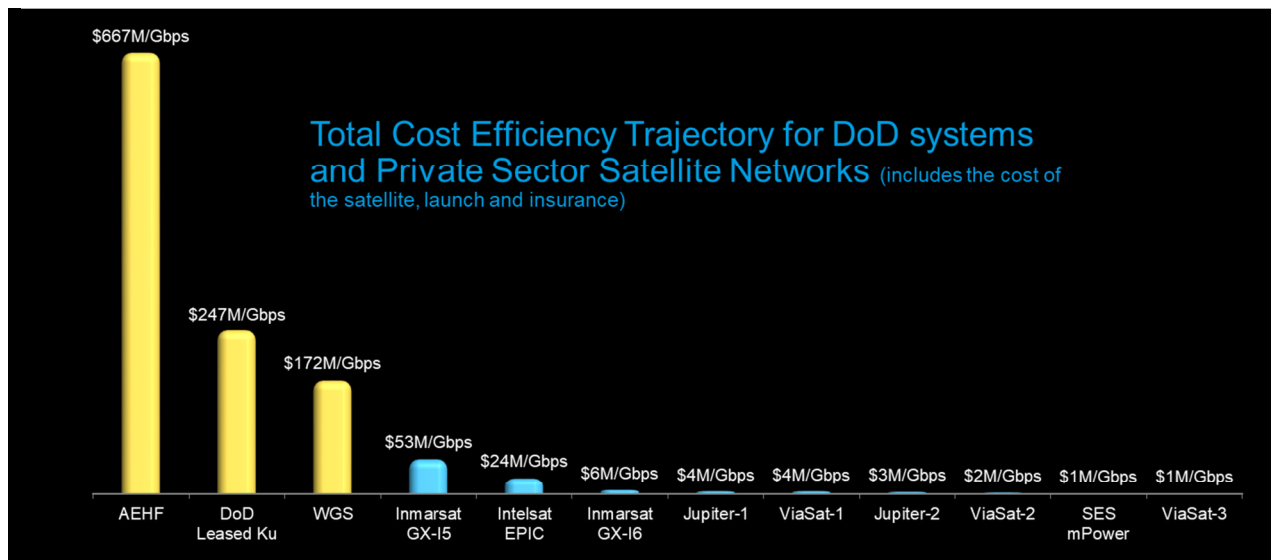 $667M/Gbps
Total Cost Efficiency Trajectory for DoD systems
and Private Sector Satellite Networks (includes the cost of
the satellite, launch and insurance)
$247M/Gbps
$172M/Gbps
$53M/Gbps
$24M/Gbps
$6M/Gbps
$4M/Gbps
$4M/Gbps
$3M/Gbps
$2M/Gbps
$1M/Gbps
$1M/Gbps
AEHF
DoD
Leased Ku
WGS
Inmarsat
GX-I5
Intelsat
EPIC
Inmarsat
GX-I6
Jupiter-1
ViaSat-1
Jupiter-2
ViaSat-2
SES
mPower
ViaSat-3